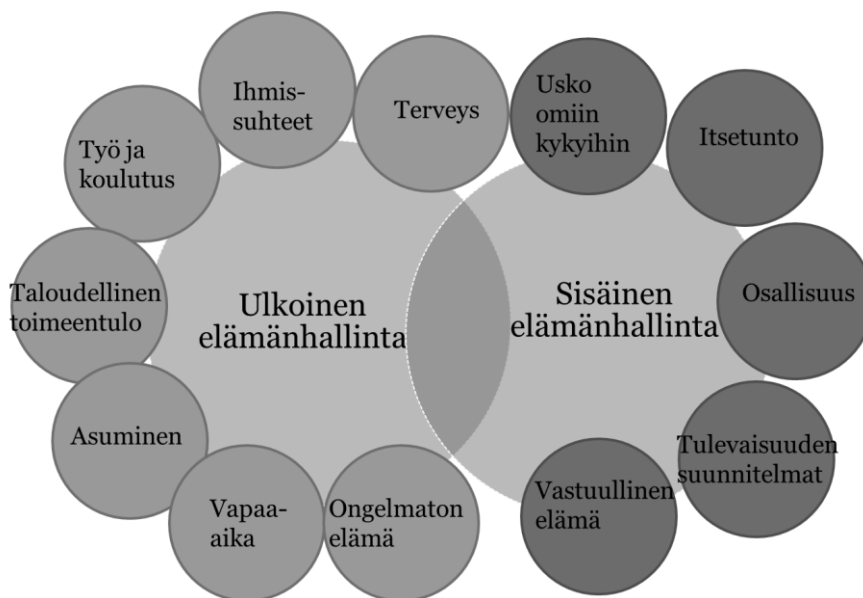 Ihmis-
suhteet
Terveys
Usko
omiin
kykyihin
Itsetunto
Työ ja
koulutus
Taloudellinen
toimeentulo
Ulkoinen
elämänhallinta
Sisäinen
elämänhallinta
Osallisuus
Asuminen
Tulevaisuuden
suunnitelmat
Vapaa-
aika
Ongelmaton
elämä
Vastuullinen
elämä